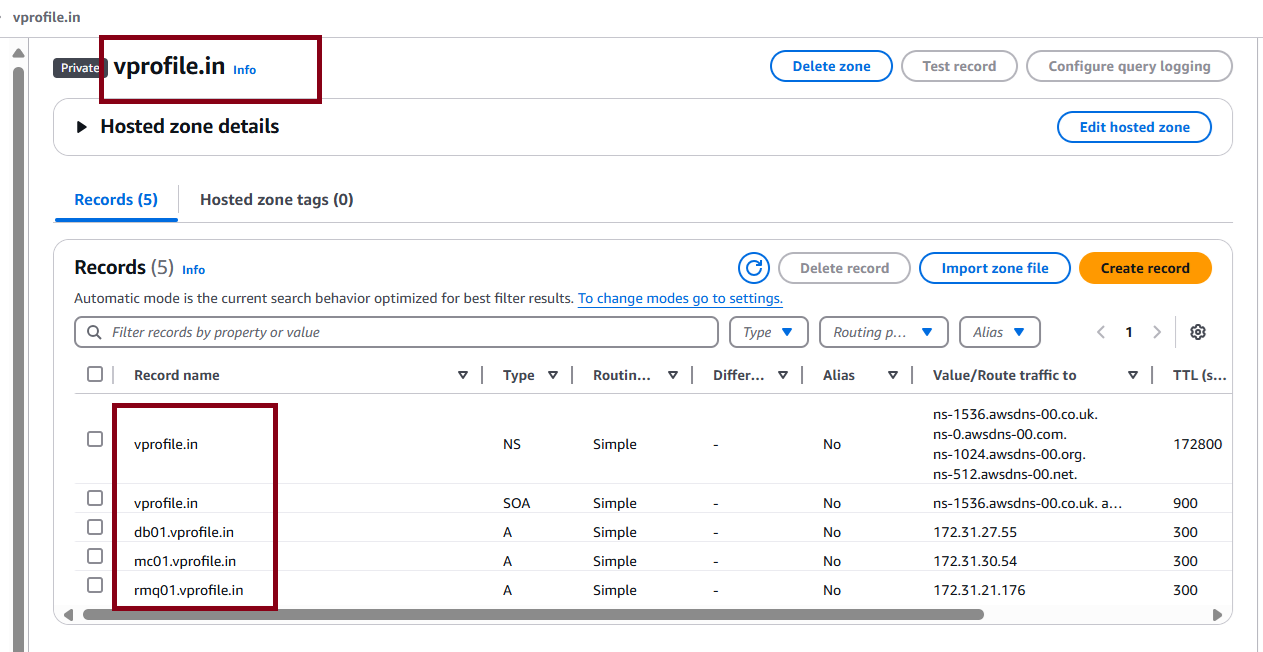 vprofile.in
Private vprofile.in Info Delete zone Test record Configure query logging
Hosted zone details Edit hosted zone
Records (5) Hosted zone tags (0)
Records (5) Info Delete record Import zone file Create record
Automatic mode is the current search behavior optimized for best filter results. To change modes go to settings.
Filter records by property or value Type Routing p... Alias 1
Record name Type Routin... Differ... Alias Value/Route traffic to TTL (s...
vprofile.in NS Simple - No ns-1536.awsdns-00.co.uk. 172800
ns-0.awsdns-00.com.
ns-1024.awsdns-00.org.
ns-512.awsdns-00.net.
vprofile.in SOA Simple - No ns-1536.awsdns-00.co.uk. a... 900
db01.vprofile.in A Simple - No 172.31.27.55 300
mc01.vprofile.in A Simple - No 172.31.30.54 300
rmq01.vprofile.in A Simple - No 172.31.21.176 300